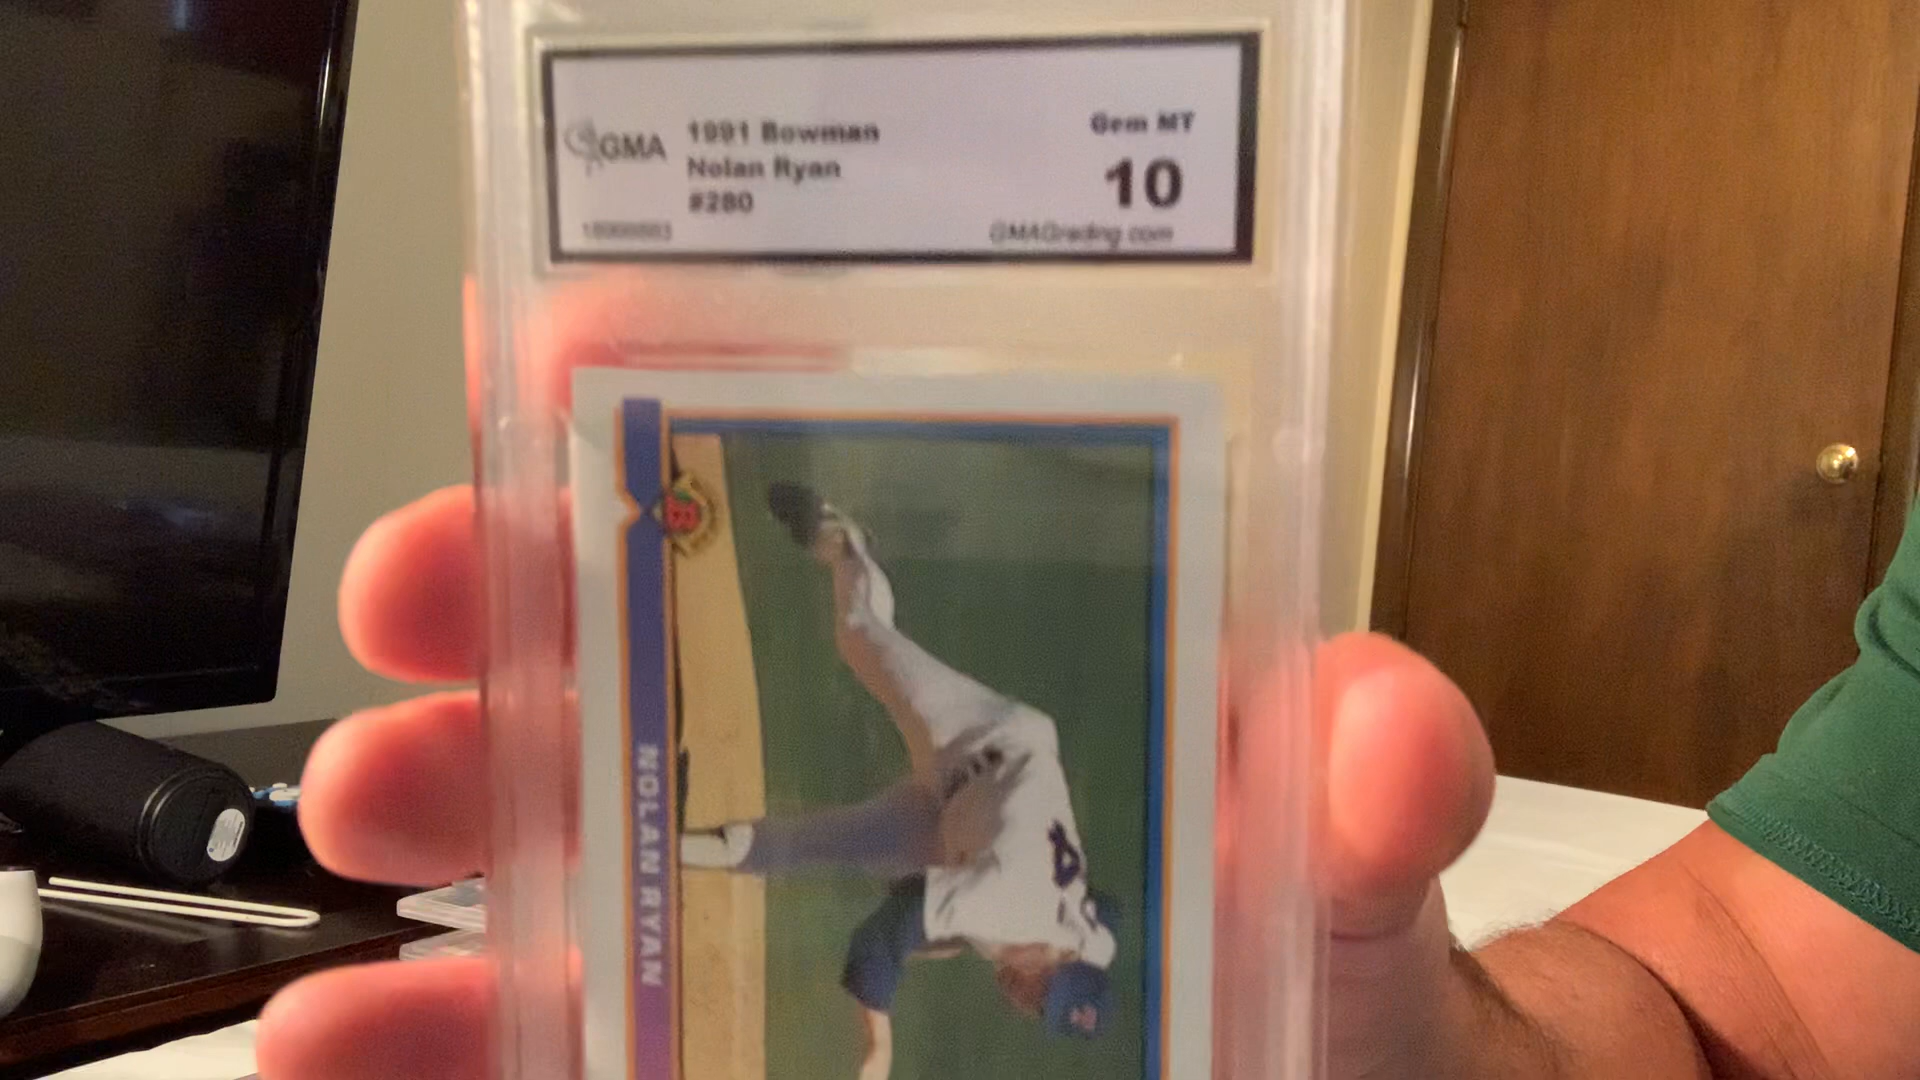 GMA
1991 Bowman
Nolan Ryan
#280
Gem MT
10
GMAGrading.com
NOLAN RYAN